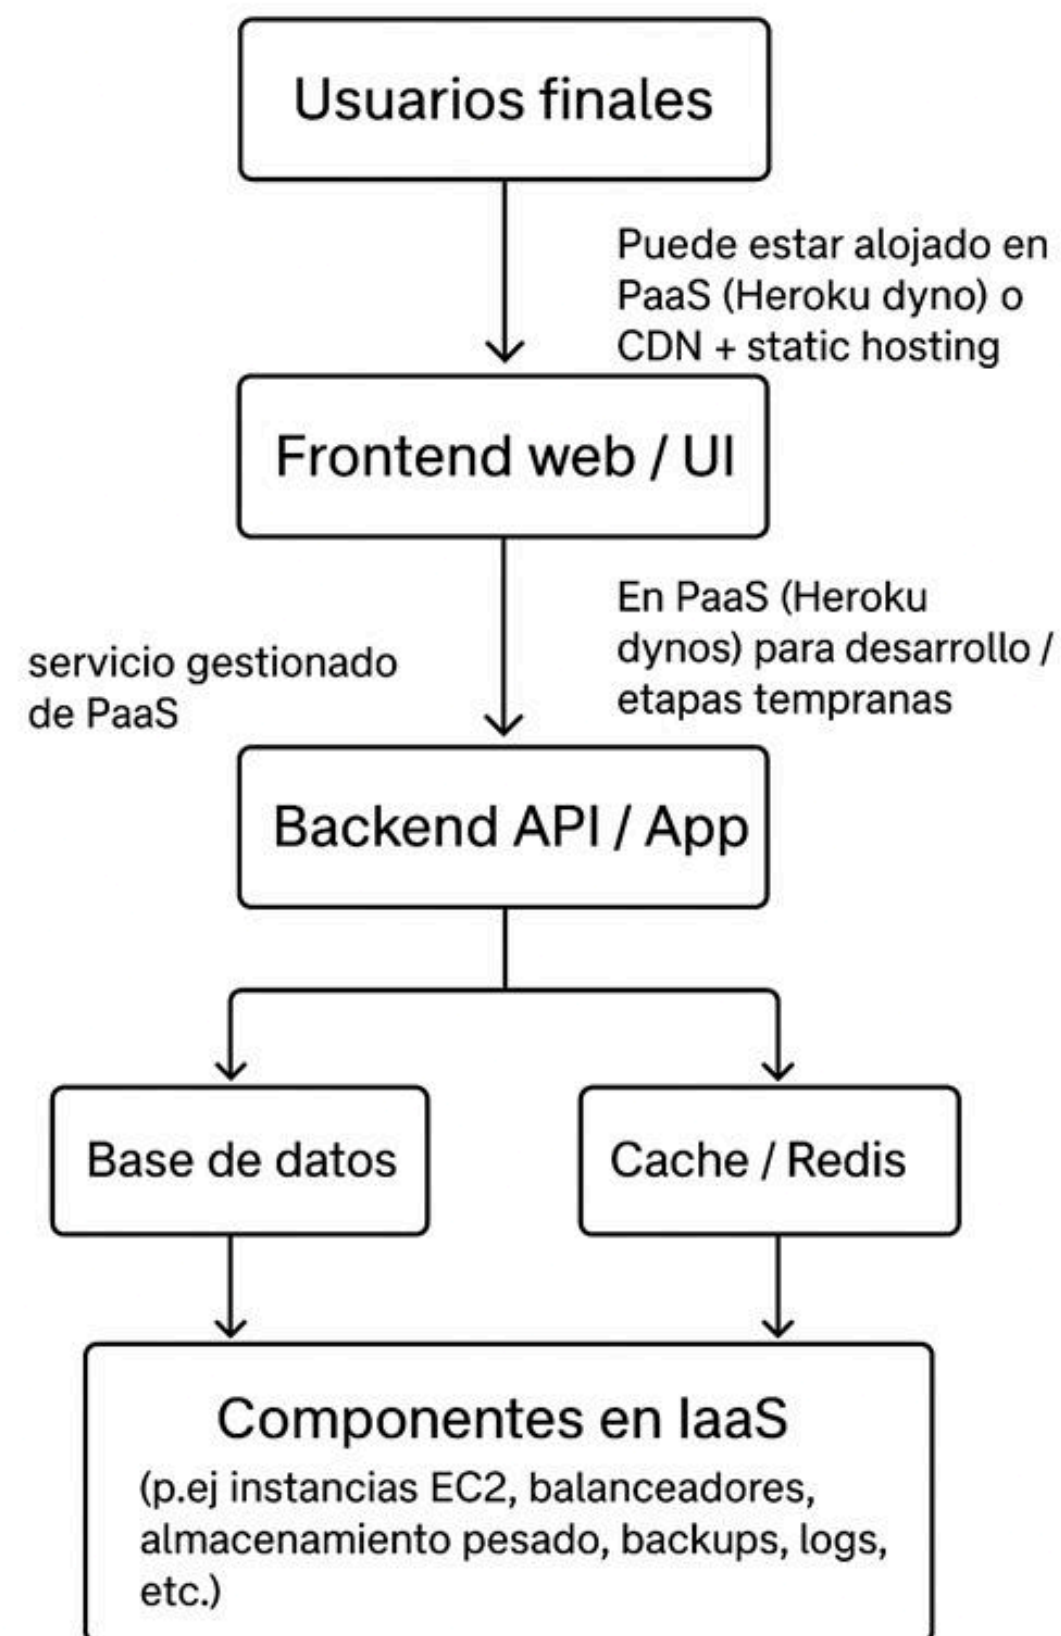 Usuarios finales
Puede estar alojado en
PaaS (Heroku dyno) o
CDN + static hosting
Frontend web / UI
En PaaS (Heroku
dynos) para desarrollo /
etapas tempranas
servicio gestionado
de PaaS
Backend API / App
Base de datos
Cache / Redis
Componentes en IaaS
(p.ej instancias EC2, balanceadores,
almacenamiento pesado, backups, logs,
etc.)